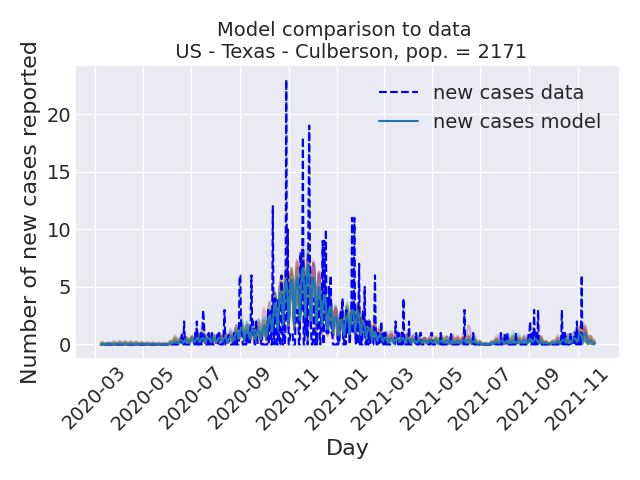 Model comparison to data
US - Texas - Culberson, pop. = 2171
Number of new cases reported
new cases data
new cases model
20
15
10
5
0
2020-03
2020-05
2020-07
2020-09
2020-11
2021-01
2021-03
2021-05
2021-07
2021-09
2021-11
Day